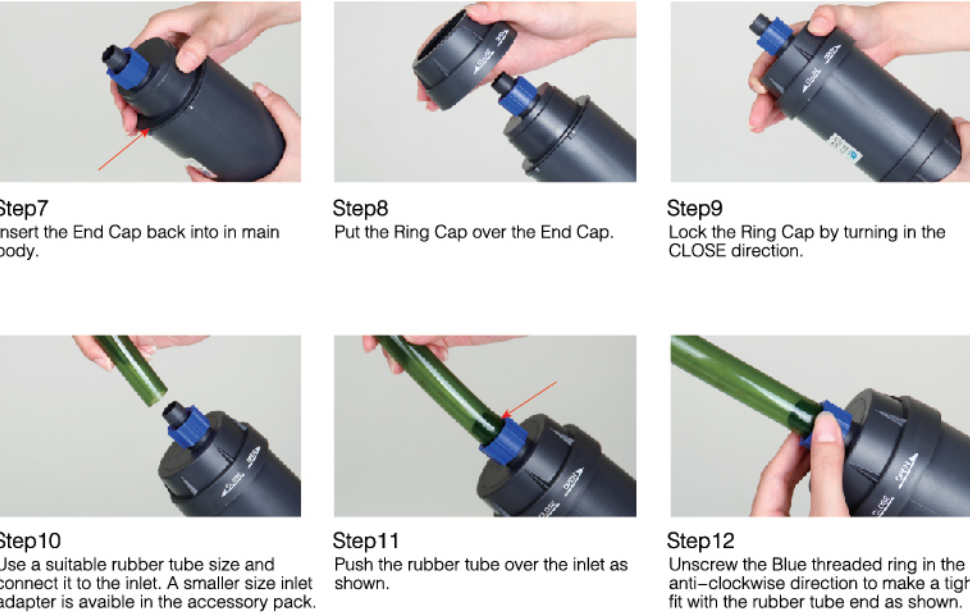 Step7
Insert the End Cap back into in main
body.
Step8
Put the Ring Cap over the End Cap.
Step9
Lock the Ring Cap by turning in the
CLOSE direction.
CLOSE
OPEN
Step10
Use a suitable rubber tube size and
connect it to the inlet. A smaller size inlet
adapter is avaible in the accessory pack.
Step11
Push the rubber tube over the inlet as
shown.
Step12
Unscrew the Blue threaded ring in the
anti-clockwise direction to make a tigh
fit with the rubber tube end as shown.